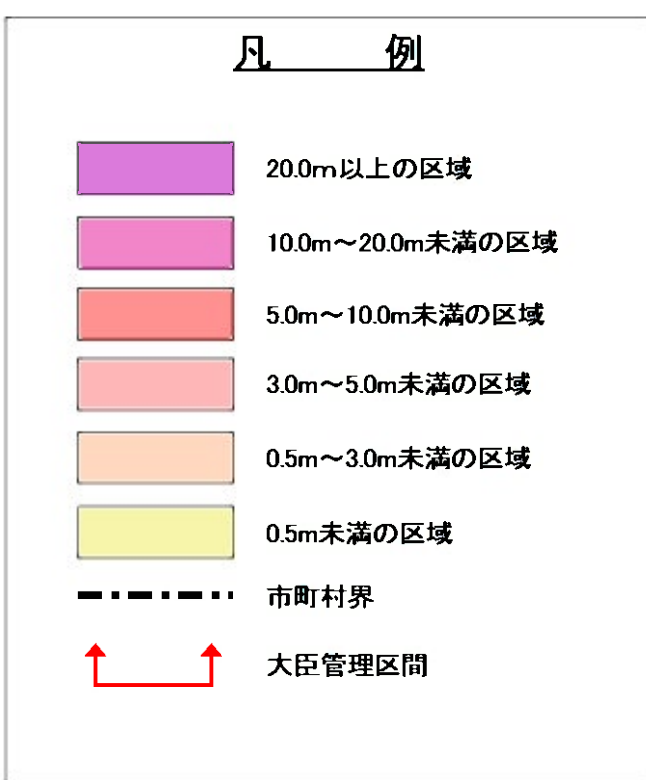 凡 例
20.0m以上の区域
10.0m～20.0m未満の区域
5.0m～10.0m未満の区域
3.0m～5.0m未満の区域
0.5m～3.0m未満の区域
0.5m未満の区域
市町村界
大臣管理区間